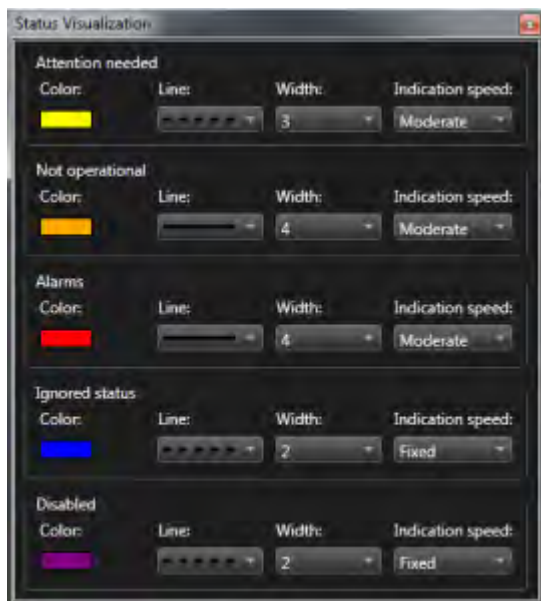 Status Visualization
Attention needed
Color: Line: Width: Indication speed:
3 Moderate
Not operational
Color: Line: Width: Indication speed:
4 Moderate
Alarms
Color: Line: Width: Indication speed:
4 Moderate
Ignored status
Color: Line: Width: Indication speed:
2 Fixed
Disabled
Color: Line: Width: Indication speed:
2 Fixed